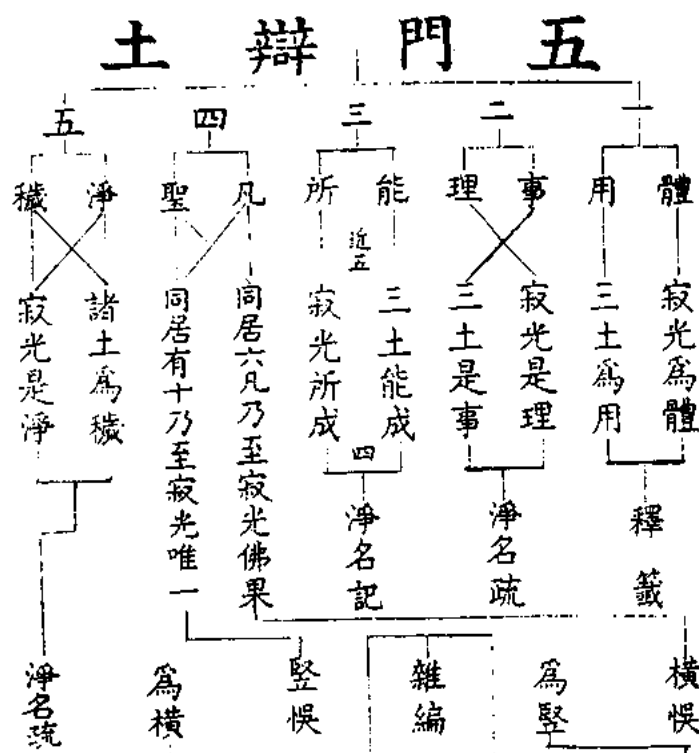 五門辯土
一
體
寂光爲體
用
三土爲用
釋籤
二
事
寂光是理
理
三土是事
淨名疏
三
能
三土能成
所
近五
寂光所成
四
淨名記
四
凡
同居六凡乃至寂光佛果
聖
同居有十乃至寂光唯一
五
淨
諸土爲穢
穢
寂光是淨
橫悞
爲竪
雜編
竪悞
爲橫
淨名疏